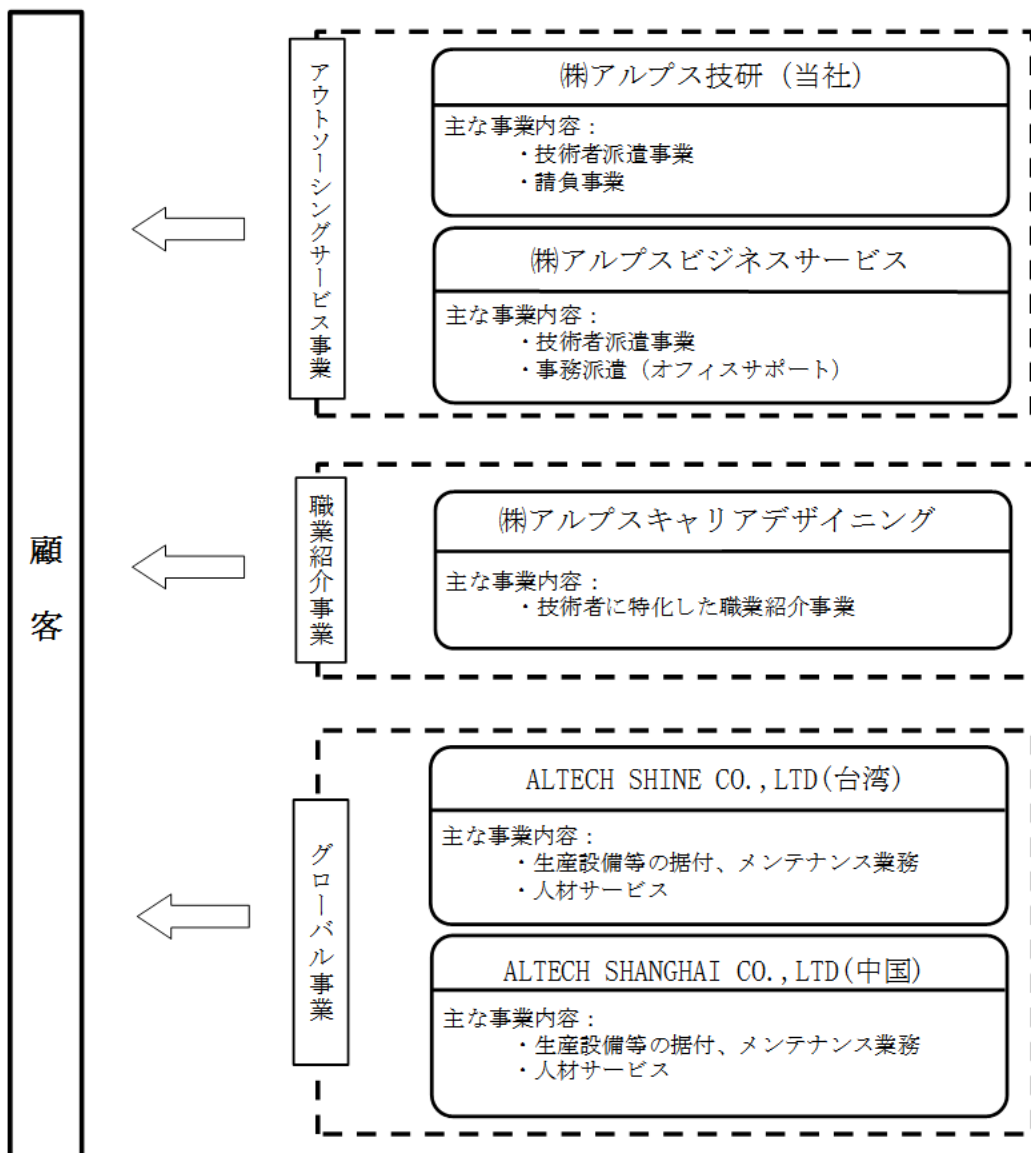 顧客
アウトソーシングサービス事業
㈱アルプス技研（当社）
主な事業内容：
・技術者派遣事業
・請負事業
㈱アルプスビジネスサービス
主な事業内容：
・技術者派遣事業
・事務派遣（オフィスサポート）
職業紹介事業
㈱アルプスキャリアデザイニング
主な事業内容：
・技術者に特化した職業紹介事業
グローバル事業
ALTECH SHINE CO.,LTD(台湾)
主な事業内容：
・生産設備等の据付、メンテナンス業務
・人材サービス
ALTECH SHANGHAI CO.,LTD(中国)
主な事業内容：
・生産設備等の据付、メンテナンス業務
・人材サービス